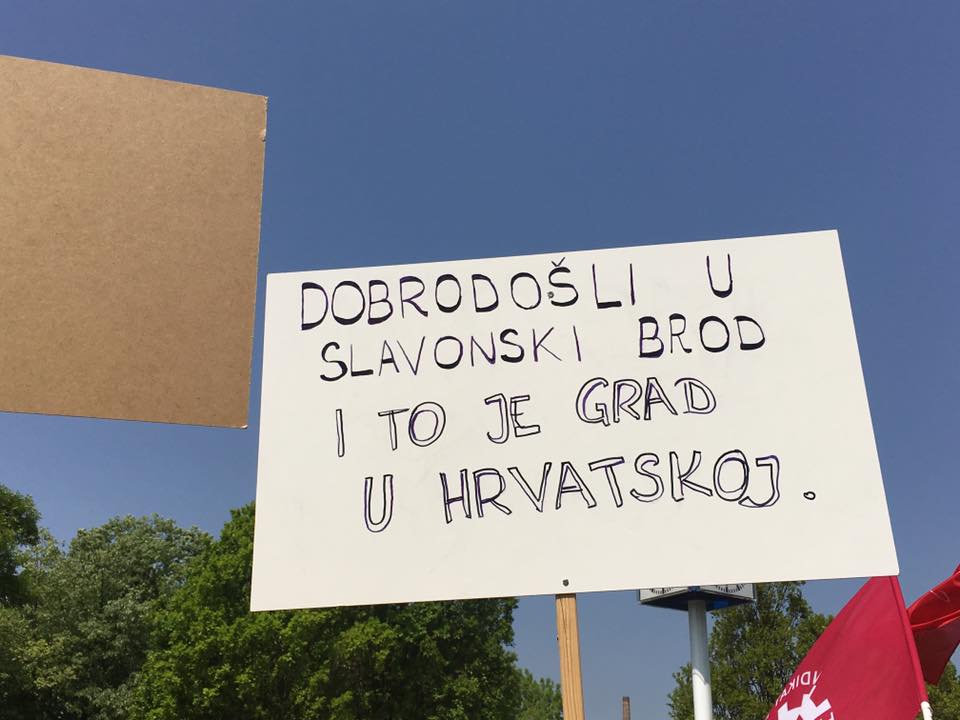 DOBRODOŠLI U
SLAVONSKI BROD
I TO JE GRAD
U HRVATSKOJ.